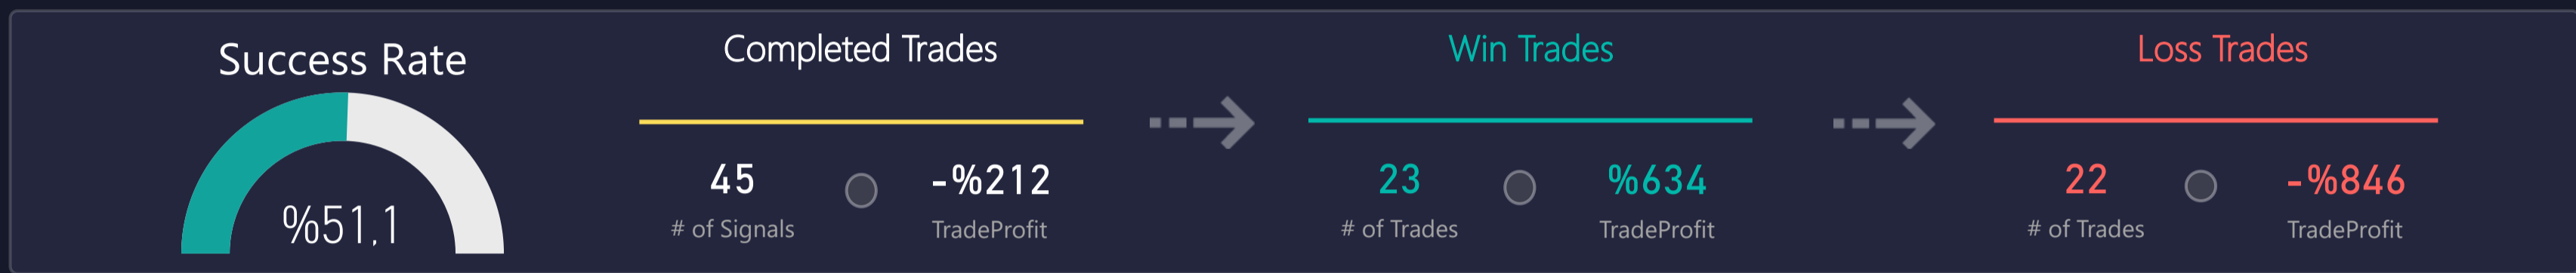 Success Rate
%51,1
Completed Trades
45
# of Signals
-%212
TradeProfit
Win Trades
23
# of Trades
%634
TradeProfit
Loss Trades
22
# of Trades
-%846
TradeProfit